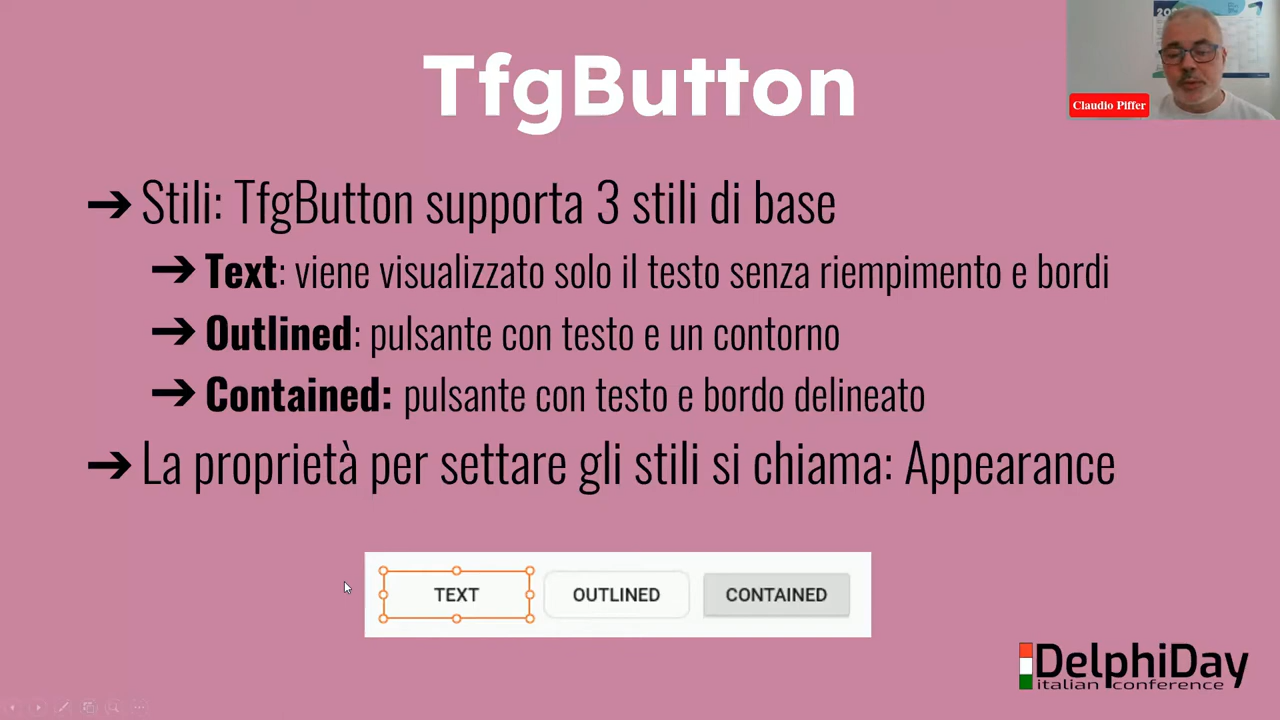 TfgButton
Claudio Piffer
➔ Stili: TfgButton supporta 3 stili di base
➔ Text: viene visualizzato solo il testo senza riempimento e bordi
➔ Outlined: pulsante con testo e un contorno
➔ Contained: pulsante con testo e bordo delineato
➔ La proprietà per settare gli stili si chiama: Appearance
TEXT OUTLINED CONTAINED
DelphiDay
italian conference